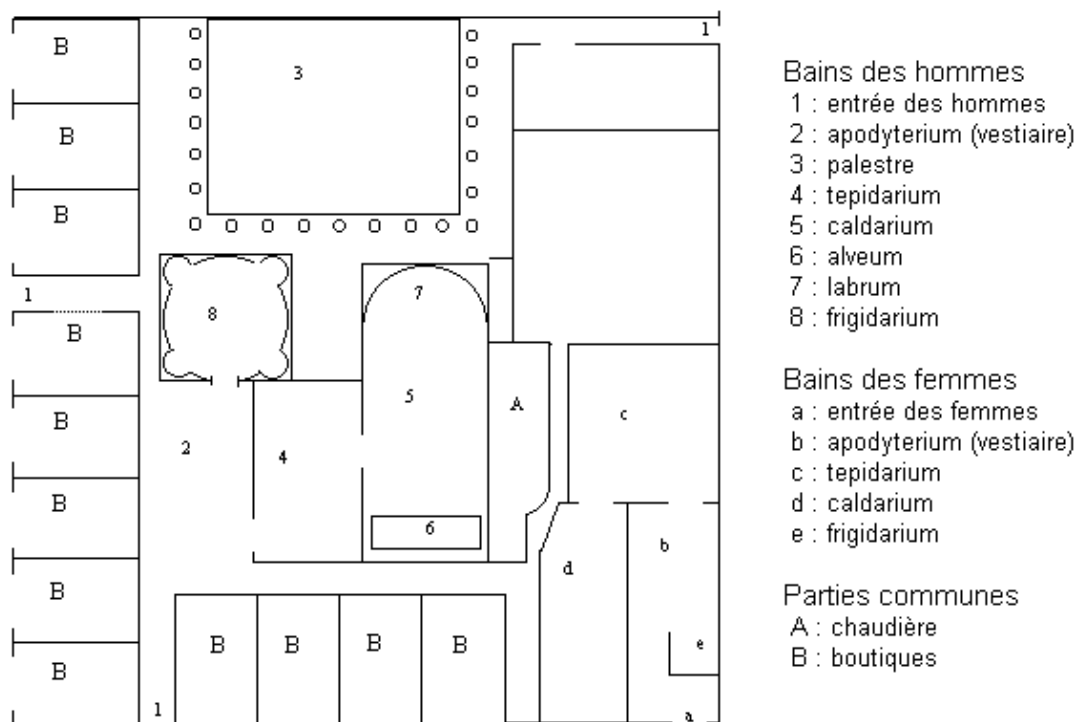 B
1
3
B
B
1
7
8
B
5
A
c
B
2
4
B
6
b
d
B
B
B
B
B
e
B
1
a
Bains des hommes
1 : entrée des hommes
2 : apodyterium (vestiaire)
3 : palestre
4 : tepidarium
5 : caldarium
6 : alveum
7 : labrum
8 : frigidarium
Bains des femmes
a : entrée des femmes
b : apodyterium (vestiaire)
c : tepidarium
d : caldarium
e : frigidarium
Parties communes
A : chaudière
B : boutiques